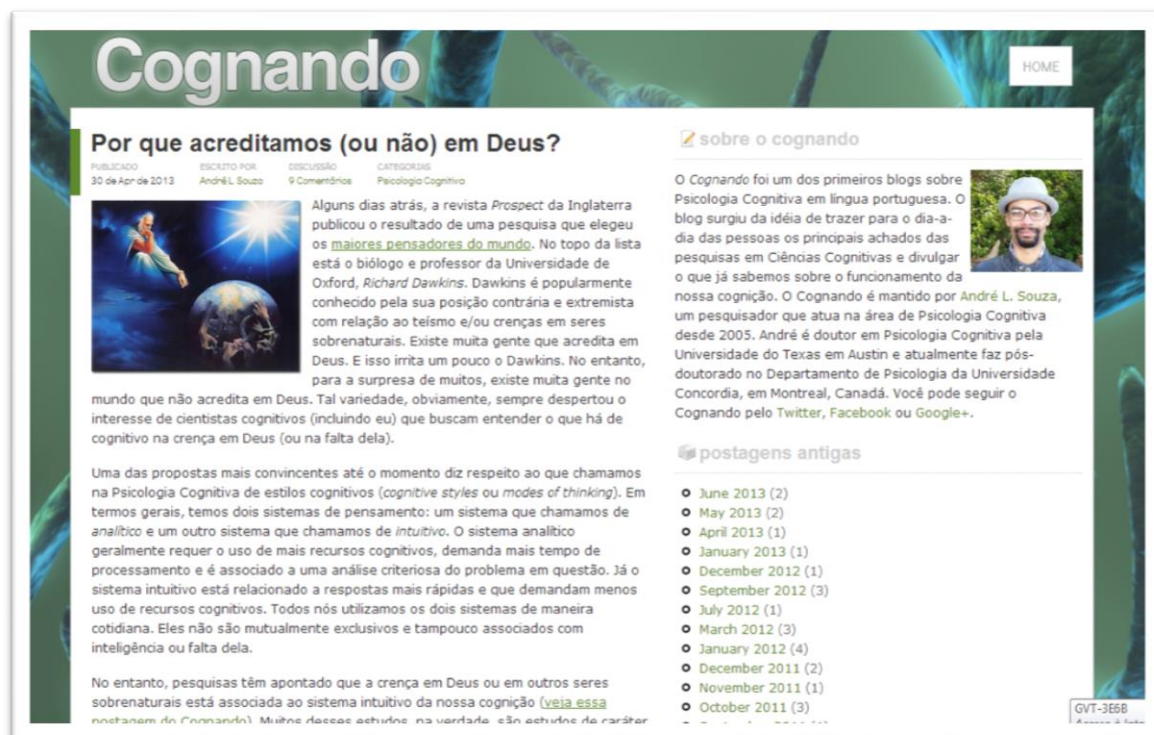 Cognando
HOME
Por que acreditamos (ou não) em Deus?
PUBLICADO ESCRITO POR DISCUSSÃO CATEGORIAS
30 de Apr de 2013 André L. Souza 9 Comentários Psicologia Cognitiva
Alguns dias atrás, a revista Prospect da Inglaterra
publicou o resultado de uma pesquisa que elegeu
os maiores pensadores do mundo. No topo da lista
está o biólogo e professor da Universidade de
Oxford, Richard Dawkins. Dawkins é popularmente
conhecido pela sua posição contrária e extremista
com relação ao teísmo e/ou crenças em seres
sobrenaturais. Existe muita gente que acredita em
Deus. E isso irrita um pouco o Dawkins. No entanto,
para a surpresa de muitos, existe muita gente no
mundo que não acredita em Deus. Tal variedade, obviamente, sempre despertou o
interesse de cientistas cognitivos (incluindo eu) que buscam entender o que há de
cognitivo na crença em Deus (ou na falta dela).
Uma das propostas mais convincentes até o momento diz respeito ao que chamamos
na Psicologia Cognitiva de estilos cognitivos (cognitive styles ou modes of thinking). Em
termos gerais, temos dois sistemas de pensamento: um sistema que chamamos de
analítico e um outro sistema que chamamos de intuitivo. O sistema analítico
geralmente requer o uso de mais recursos cognitivos, demanda mais tempo de
processamento e é associado a uma análise criteriosa do problema em questão. Já o
sistema intuitivo está relacionado a respostas mais rápidas e que demandam menos
uso de recursos cognitivos. Todos nós utilizamos os dois sistemas de maneira
cotidiana. Eles não são mutualmente exclusivos e tampouco associados com
inteligência ou falta dela.
No entanto, pesquisas têm apontado que a crença em Deus ou em outros seres
sobrenaturais está associada ao sistema intuitivo da nossa cognição (veja essa
postagem do Cognando). Muitos desses estudos, na verdade, são estudos de caráter
sobre o cognando
O Cognando foi um dos primeiros blogs sobre
Psicologia Cognitiva em língua portuguesa. O
blog surgiu da idéia de trazer para o dia-a-
dia das pessoas os principais achados das
pesquisas em Ciências Cognitivas e divulgar
o que já sabemos sobre o funcionamento da
nossa cognição. O Cognando é mantido por André L. Souza,
um pesquisador que atua na área de Psicologia Cognitiva
desde 2005. André é doutor em Psicologia Cognitiva pela
Universidade do Texas em Austin e atualmente faz pós-
doutorado no Departamento de Psicologia da Universidade
Concordia, em Montreal, Canadá. Você pode seguir o
Cognando pelo Twitter, Facebook ou Google+.
postagens antigas
June 2013 (2)
May 2013 (2)
April 2013 (1)
January 2013 (1)
December 2012 (1)
September 2012 (3)
July 2012 (1)
March 2012 (3)
January 2012 (4)
December 2011 (2)
November 2011 (1)
October 2011 (3)
GVT-3E6B